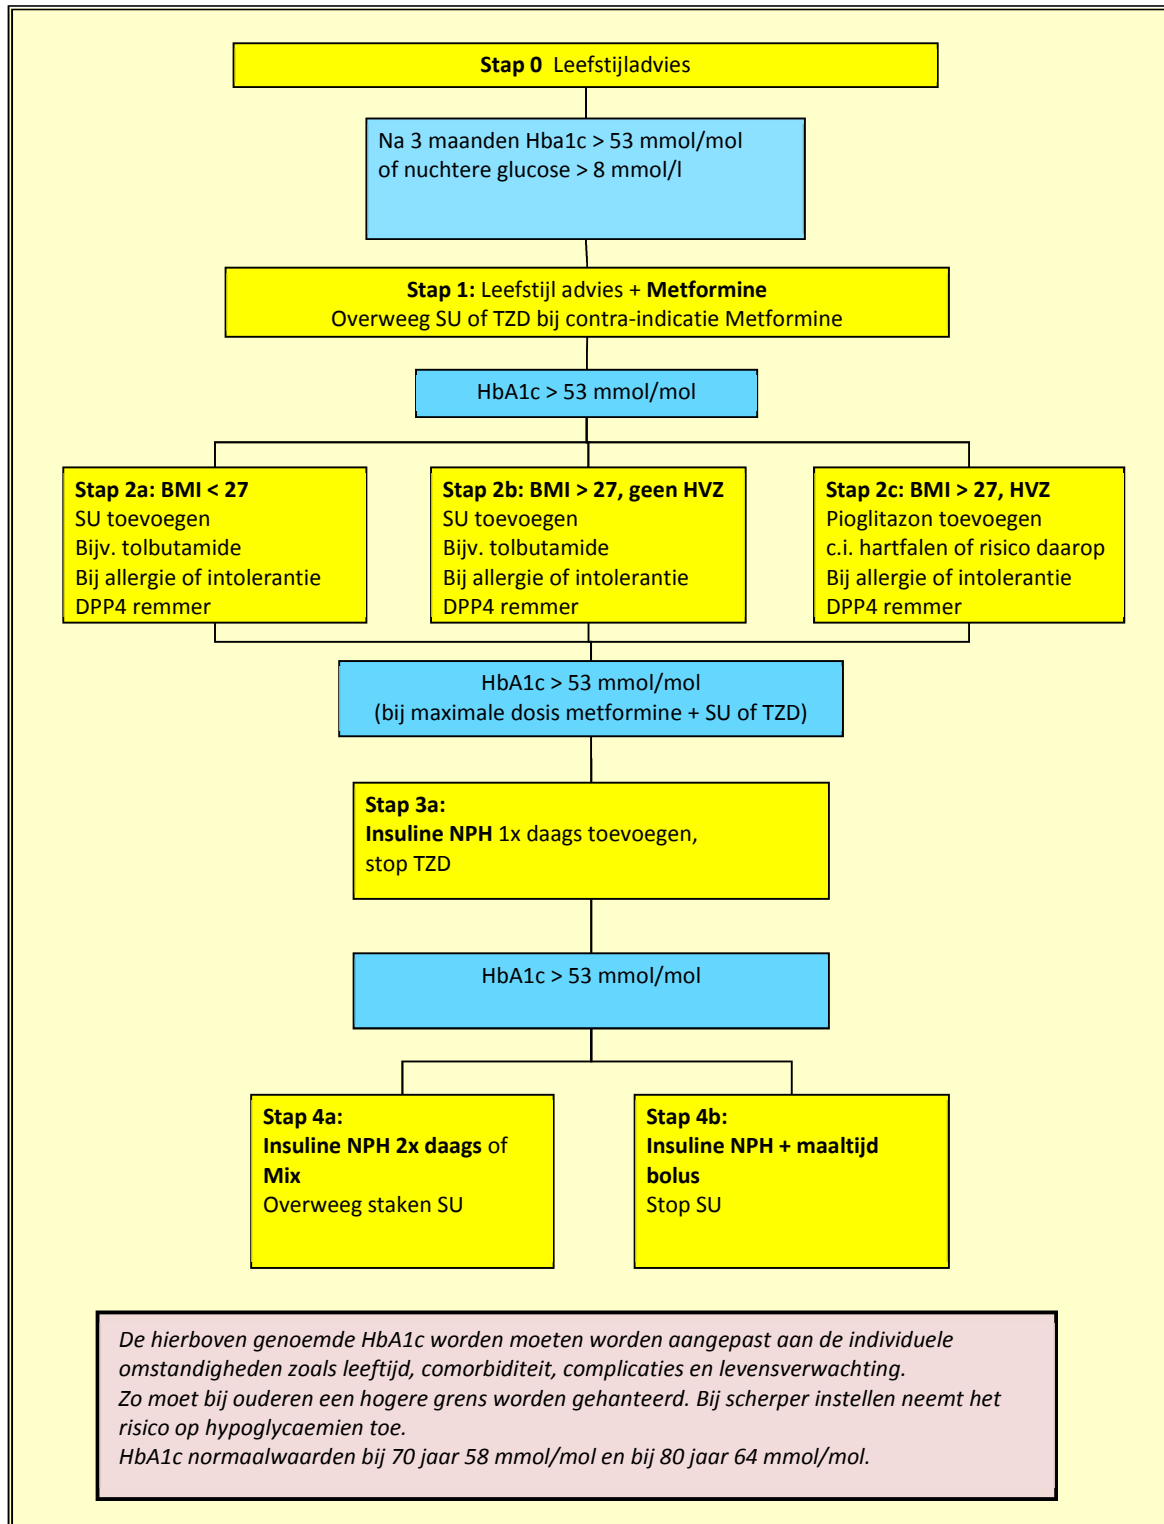 Stap 0 Leefstijladvies
Na 3 maanden Hba1c > 53 mmol/mol
of nuchtere glucose > 8 mmol/l
Stap 1: Leefstijl advies + Metformine
Overweeg SU of TZD bij contra-indicatie Metformine
HbA1c > 53 mmol/mol
Stap 2a: BMI < 27
SU toevoegen
Bijv. tolbutamide
Bij allergie of intolerantie
DPP4 remmer
Stap 2b: BMI > 27, geen HVZ
SU toevoegen
Bijv. tolbutamide
Bij allergie of intolerantie
DPP4 remmer
Stap 2c: BMI > 27, HVZ
Pioglitazon toevoegen
c.i. hartfalen of risico daarop
Bij allergie of intolerantie
DPP4 remmer
HbA1c > 53 mmol/mol
(bij maximale dosis metformine + SU of TZD)
Stap 3a:
Insuline NPH 1x daags toevoegen,
stop TZD
HbA1c > 53 mmol/mol
Stap 4a:
Insuline NPH 2x daags of
Mix
Overweeg staken SU
Stap 4b:
Insuline NPH + maaltijd
bolus
Stop SU
De hierboven genoemde HbA1c worden moeten worden aangepast aan de individuele
omstandigheden zoals leeftijd, comorbiditeit, complicaties en levensverwachting.
Zo moet bij ouderen een hogere grens worden gehanteerd. Bij scherper instellen neemt het
risico op hypoglycaemien toe.
HbA1c normaalwaarden bij 70 jaar 58 mmol/mol en bij 80 jaar 64 mmol/mol.